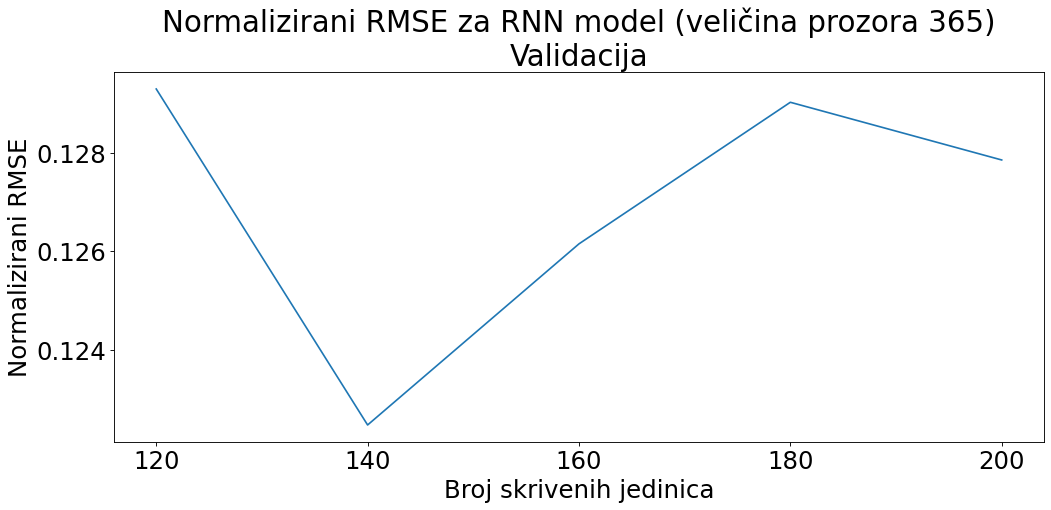 Normalizirani RMSE za RNN model (veličina prozora 365)
Validacija
Normalizirani RMSE
0.128
0.126
0.124
120 140 160 180 200
Broj skrivenih jedinica